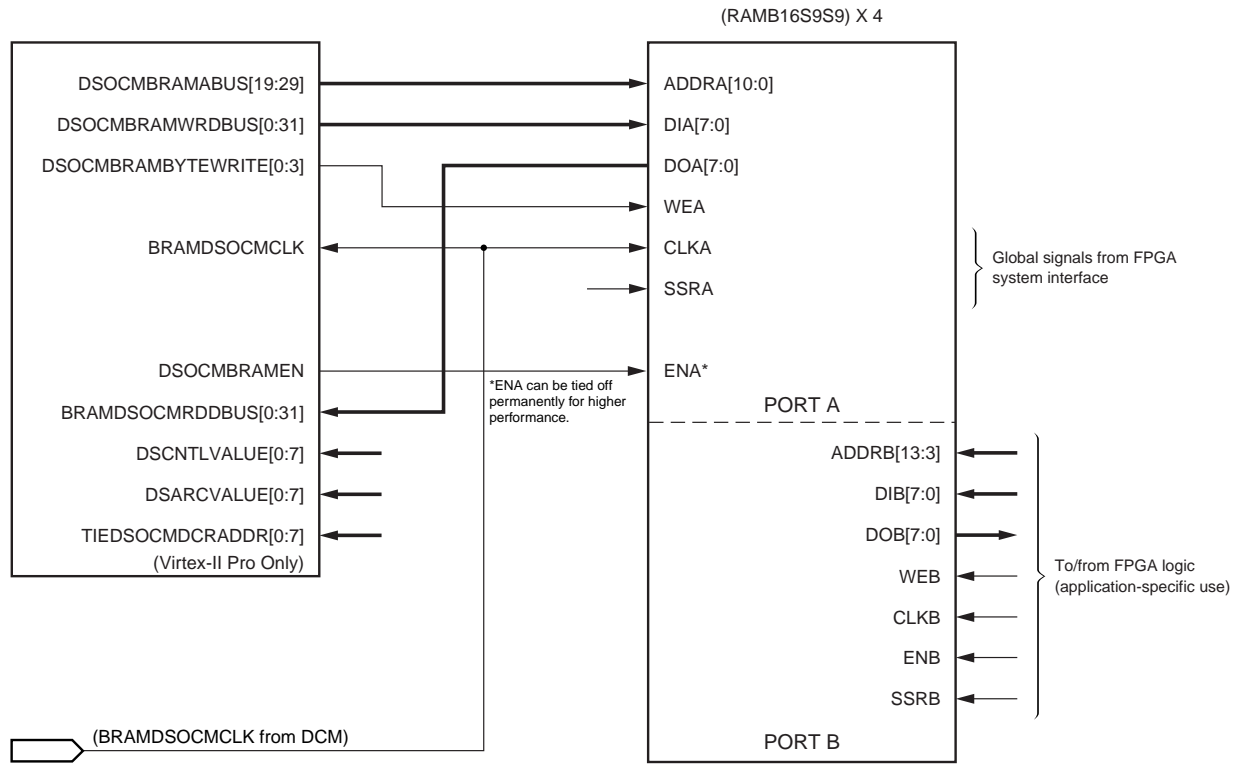 (RAMB16S9S9) X 4
DSOCMBRAMABUS[19:29]
DSOCMBRAMWRDBUS[0:31]
DSOCMBRAMBYTEWRITE[0:3]
BRAMDSOCMCLK
DSOCMBRAMEN
BRAMDSOCMRDDBUS[0:31]
DSCNTLVALUE[0:7]
DSARCVALUE[0:7]
TIEDSOCMDCRADDR[0:7]
(Virtex-II Pro Only)
*ENA can be tied off
permanently for higher
performance.
ADDRA[10:0]
DIA[7:0]
DOA[7:0]
WEA
CLKA
SSRA
ENA*
PORT A
Global signals from FPGA
system interface
ADDRB[13:3]
DIB[7:0]
DOB[7:0]
WEB
CLKB
ENB
SSRB
PORT B
To/from FPGA logic
(application-specific use)
(BRAMDSOCMCLK from DCM)